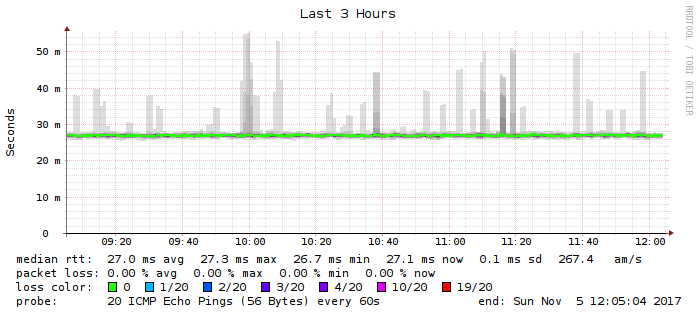 Last 3 Hours
RRDTOOL / TOBI OETIKER
Seconds
50 m
40 m
30 m
20 m
10 m
0
09:20 09:40 10:00 10:20 10:40 11:00 11:20 11:40 12:00
median rtt: 27.0 ms avg 27.3 ms max 26.7 ms min 27.1 ms now 0.1 ms sd 267.4 am/s
packet loss: 0.00 % avg 0.00 % max 0.00 % min 0.00 % now
loss color: 0 1/20 2/20 3/20 4/20 10/20 19/20
probe: 20 ICMP Echo Pings (56 Bytes) every 60s end: Sun Nov 5 12:05:04 2017